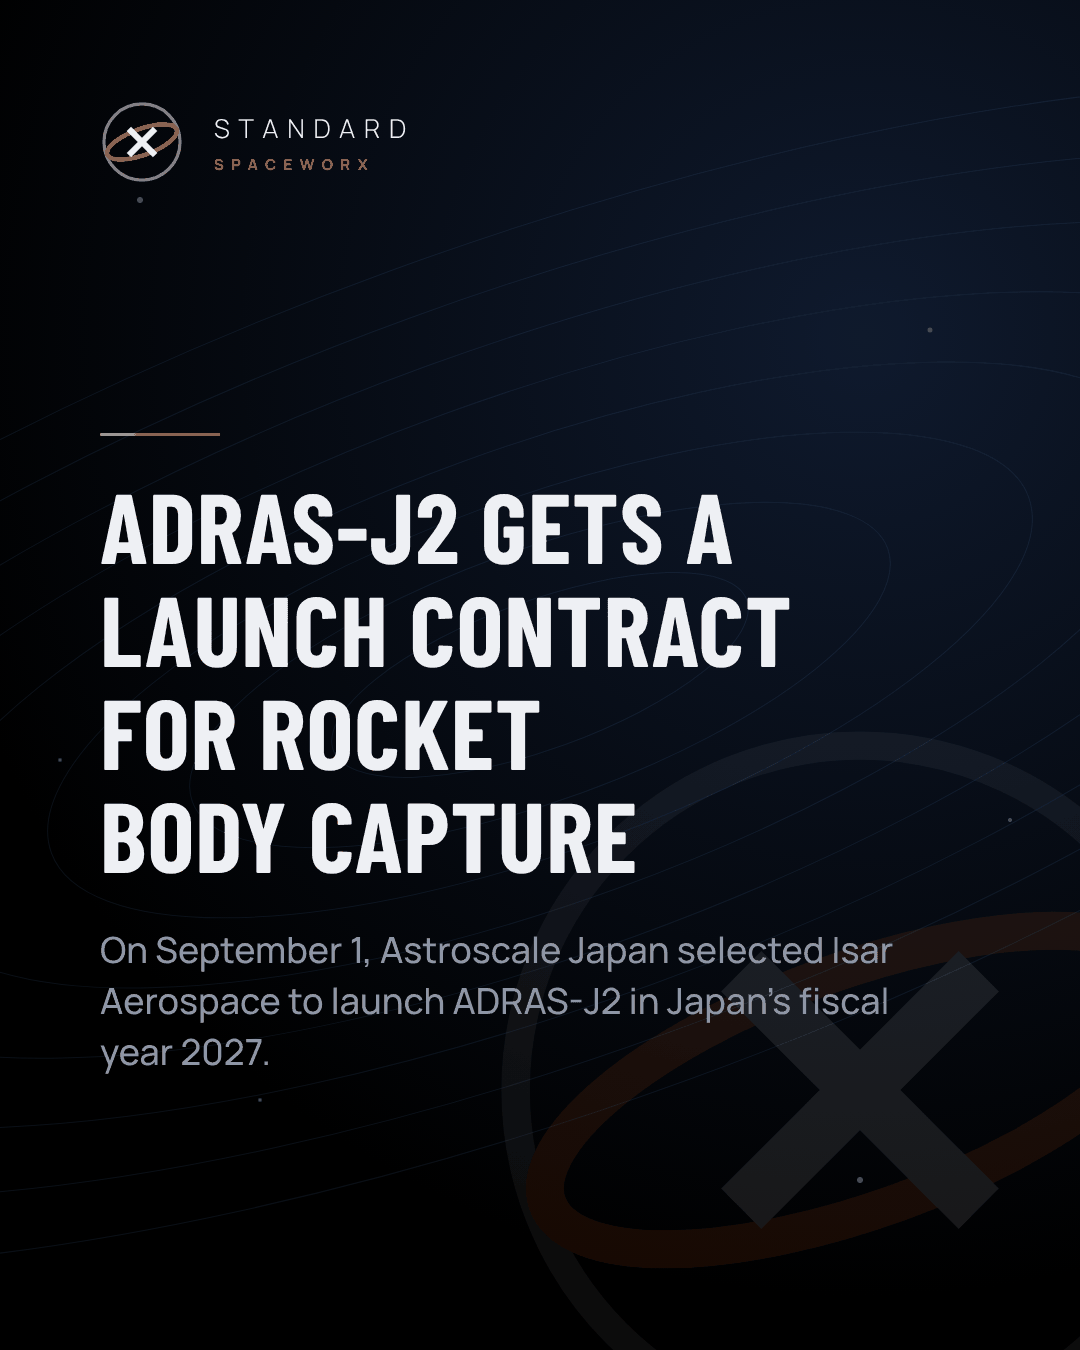 STANDARD
SPACEWORX
ADRAS-J2 GETS A
LAUNCH CONTRACT
FOR ROCKET
BODY CAPTURE
On September 1, Astroscale Japan selected Isar
Aerospace to launch ADRAS-J2 in Japan's fiscal
year 2027.